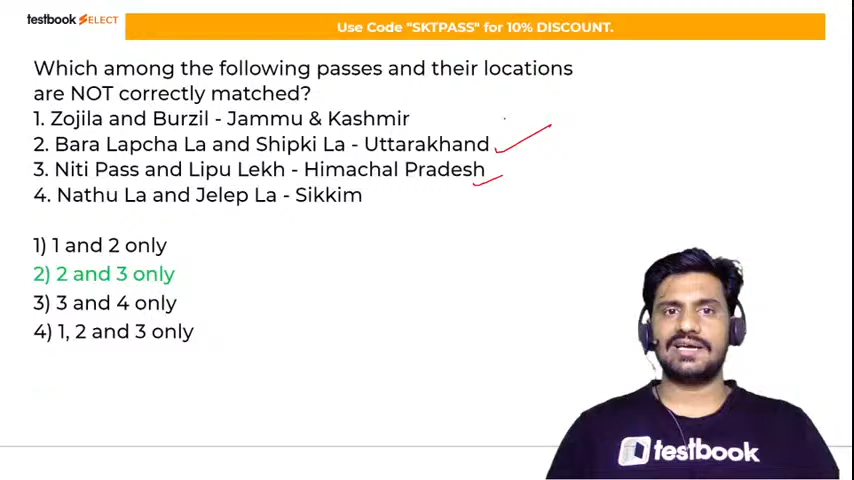 testbook SELECT
Use Code "SKTPASS" for 10% DISCOUNT.
Which among the following passes and their locations
are NOT correctly matched?
1. Zojila and Burzil - Jammu & Kashmir
2. Bara Lapcha La and Shipki La - Uttarakhand
3. Niti Pass and Lipu Lekh - Himachal Pradesh
4. Nathu La and Jelep La - Sikkim
1) 1 and 2 only
2) 2 and 3 only
3) 3 and 4 only
4) 1, 2 and 3 only
testbook